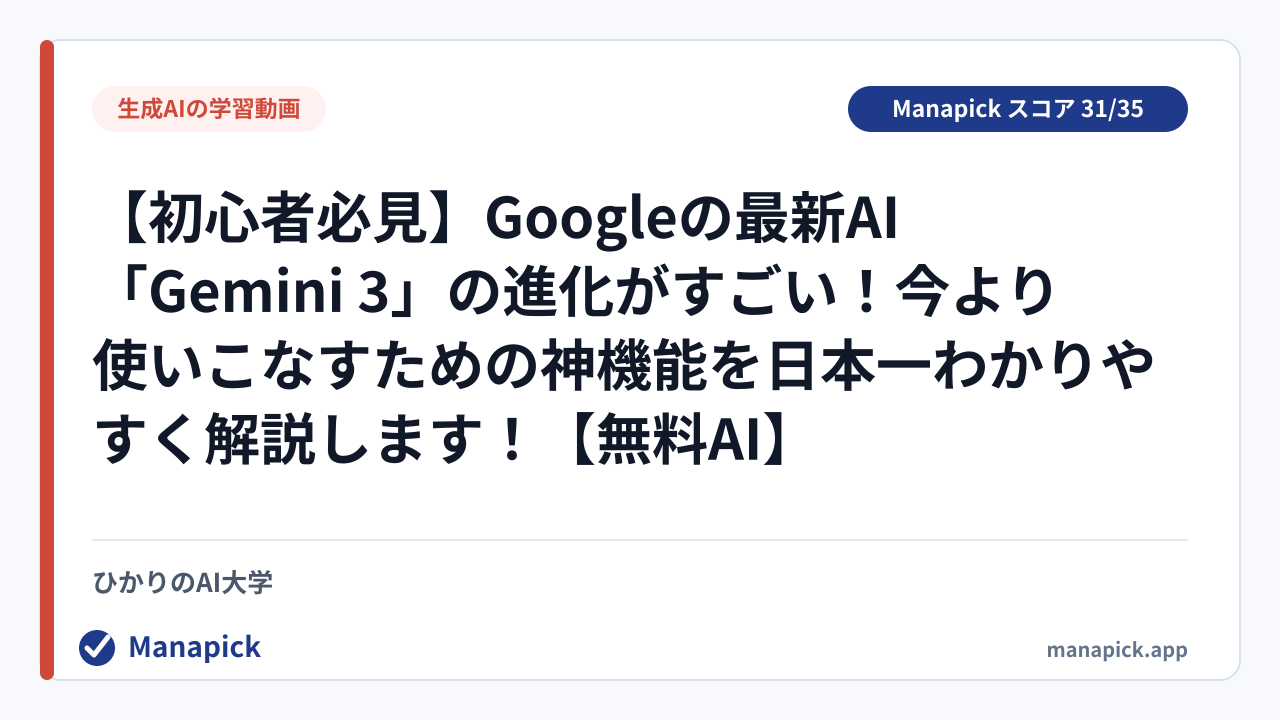 生成AIの学習動画
Manapick スコア 31/35
【初心者必見】Googleの最新AI
「Gemini 3」の進化がすごい！今より
使いこなすための神機能を日本一わかりや
すく解説します！【無料AI】
ひかりのAI大学
Manapick
manapick.app